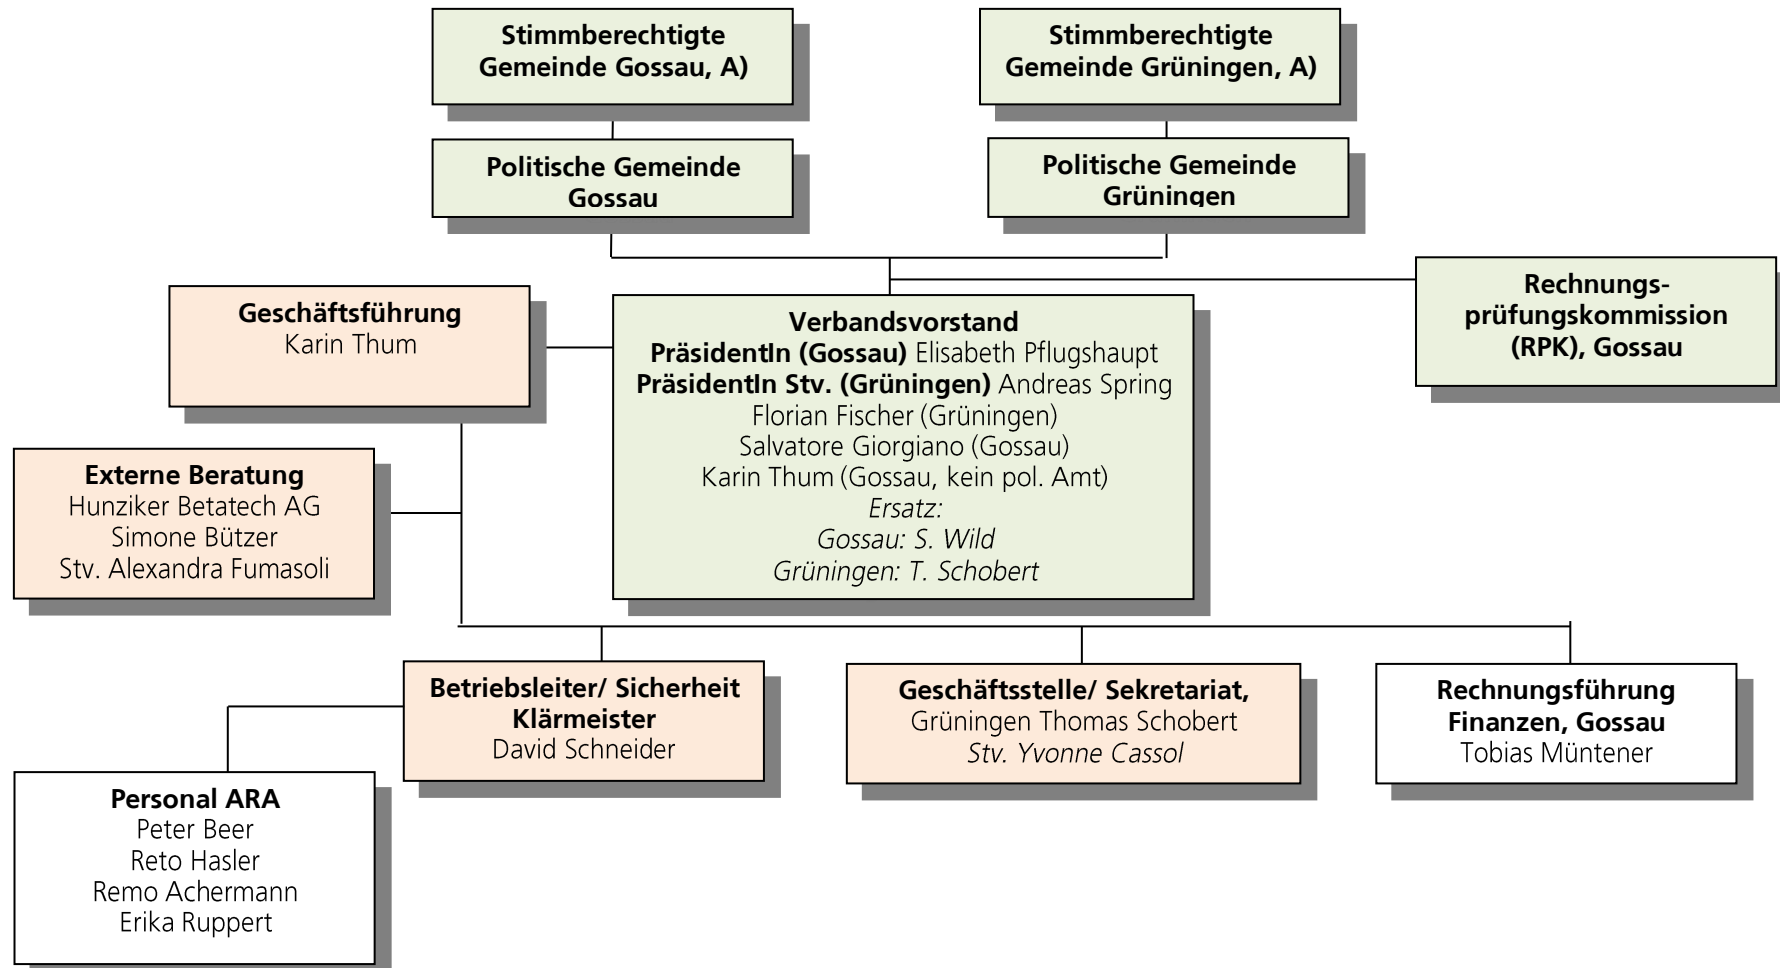 Stimmberechtigte
Gemeinde Gossau, A)
Stimmberechtigte
Gemeinde Grüningen, A)
Politische Gemeinde
Gossau
Politische Gemeinde
Grüningen
Rechnungs-
prüfungskommission
(RPK), Gossau
Geschäftsführung
Karin Thum
Verbandsvorstand
PräsidentIn (Gossau) Elisabeth Pflugshaupt
PräsidentIn Stv. (Grüningen) Andreas Spring
Florian Fischer (Grüningen)
Salvatore Giorgiano (Gossau)
Karin Thum (Gossau, kein pol. Amt)
Ersatz:
Gossau: S. Wild
Grüningen: T. Schobert
Externe Beratung
Hunziker Betatech AG
Simone Bützer
Stv. Alexandra Fumasoli
Betriebsleiter/ Sicherheit
Klärmeister
David Schneider
Geschäftsstelle/ Sekretariat,
Grüningen Thomas Schobert
Stv. Yvonne Cassol
Rechnungsführung
Finanzen, Gossau
Tobias Müntener
Personal ARA
Peter Beer
Reto Hasler
Remo Achermann
Erika Ruppert